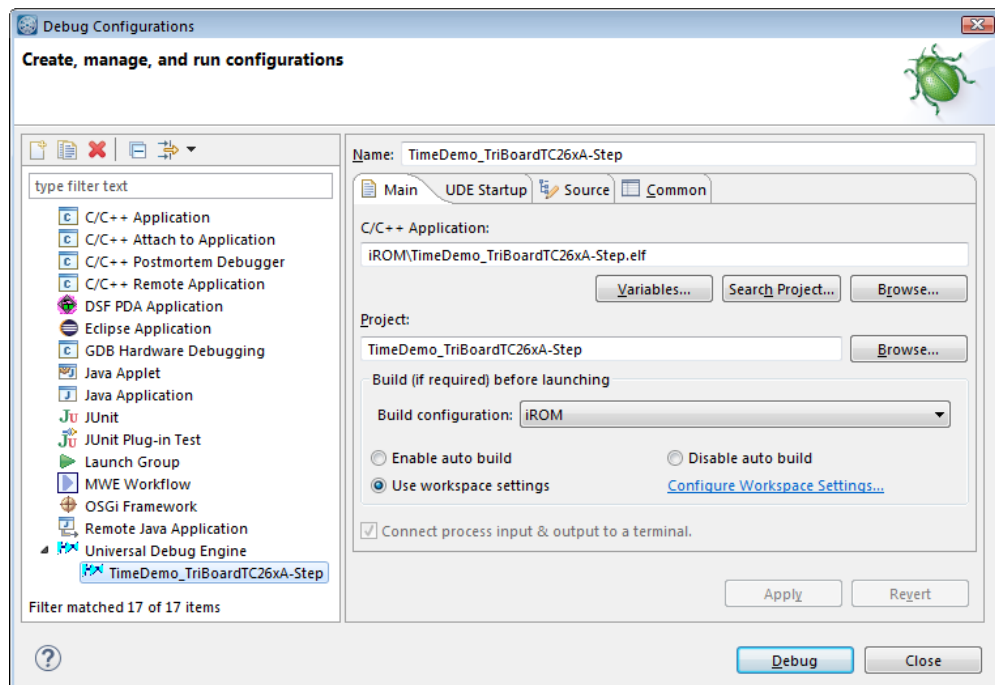 Debug Configurations
Create, manage, and run configurations
type filter text
C/C++ Application
C/C++ Attach to Application
C/C++ Postmortem Debugger
C/C++ Remote Application
DSF PDA Application
Eclipse Application
GDB Hardware Debugging
Java Applet
Java Application
JUnit
JUnit Plug-in Test
Launch Group
MWE Workflow
OSGi Framework
Remote Java Application
Universal Debug Engine
TimeDemo_TriBoardTC26xA-Step
Filter matched 17 of 17 items
Name: TimeDemo_TriBoardTC26xA-Step
Main UDE Startup Source Common
C/C++ Application:
iROM\TimeDemo_TriBoardTC26xA-Step.elf
Variables... Search Project... Browse...
Project:
TimeDemo_TriBoardTC26xA-Step Browse...
Build (if required) before launching
Build configuration: iROM
Enable auto build Disable auto build
Use workspace settings Configure Workspace Settings...
Connect process input & output to a terminal.
Apply Revert
? Debug Close